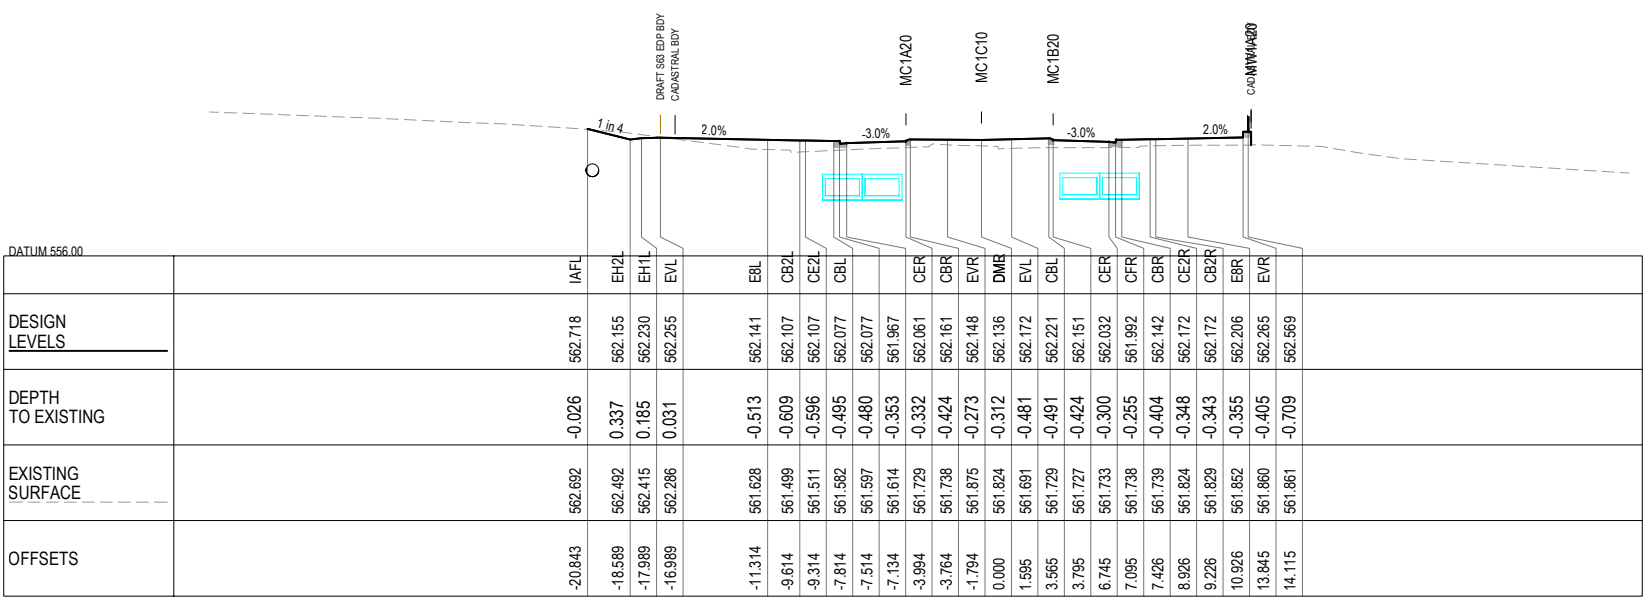 DRAFT S63 EDP BDY
CADASTRAL BDY
MC1A20
MC1C10
MC1B20
MW1A20
1 in 4
2.0%
-3.0%
-3.0%
2.0%
DATUM 556.00
IAFL EH2L EH1L EVL E8L CB2L CE2L CBL CER CBR EVR DMB EVL CBL CER CFR CBR CE2R CB2R E8R EVR
DESIGN
LEVELS
562.718 562.155 562.230 562.255 562.141 562.107 562.107 562.077 562.077 561.967 562.061 562.161 562.148 562.136 562.172 562.221 562.151 562.032 561.992 562.142 562.172 562.172 562.206 562.265 562.569
DEPTH
TO EXISTING
-0.026 0.337 0.185 0.031 -0.513 -0.609 -0.596 -0.495 -0.480 -0.353 -0.332 -0.424 -0.273 -0.312 -0.481 -0.491 -0.424 -0.300 -0.255 -0.404 -0.348 -0.343 -0.355 -0.405 -0.709
EXISTING
SURFACE
562.692 562.492 562.415 562.286 561.628 561.499 561.511 561.582 561.597 561.614 561.729 561.738 561.875 561.824 561.691 561.729 561.727 561.733 561.738 561.739 561.824 561.829 561.852 561.860 561.861
OFFSETS
-20.843 -18.589 -17.989 -16.989 -11.314 -9.614 -9.314 -7.814 -7.514 -7.134 -3.994 -3.764 -1.794 0.000 1.595 3.565 3.795 6.745 7.095 7.426 8.926 9.226 10.926 13.845 14.115